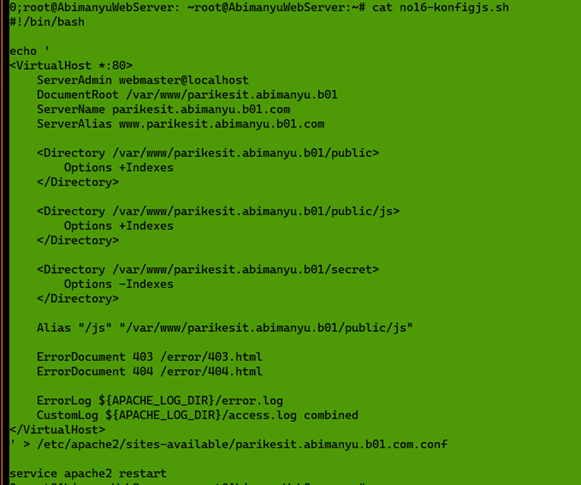 0;root@AbimanyuWebServer: ~root@AbimanyuWebServer:~# cat no16-konfigjs.sh
#!/bin/bash

echo '
<VirtualHost *:80>
    ServerAdmin webmaster@localhost
    DocumentRoot /var/www/parikesit.abimanyu.b01
    ServerName parikesit.abimanyu.b01.com
    ServerAlias www.parikesit.abimanyu.b01.com

    <Directory /var/www/parikesit.abimanyu.b01/public>
        Options +Indexes
    </Directory>

    <Directory /var/www/parikesit.abimanyu.b01/public/js>
        Options +Indexes
    </Directory>

    <Directory /var/www/parikesit.abimanyu.b01/secret>
        Options -Indexes
    </Directory>

    Alias "/js" "/var/www/parikesit.abimanyu.b01/public/js"

    ErrorDocument 403 /error/403.html
    ErrorDocument 404 /error/404.html

    ErrorLog ${APACHE_LOG_DIR}/error.log
    CustomLog ${APACHE_LOG_DIR}/access.log combined
</VirtualHost>
' > /etc/apache2/sites-available/parikesit.abimanyu.b01.com.conf

service apache2 restart